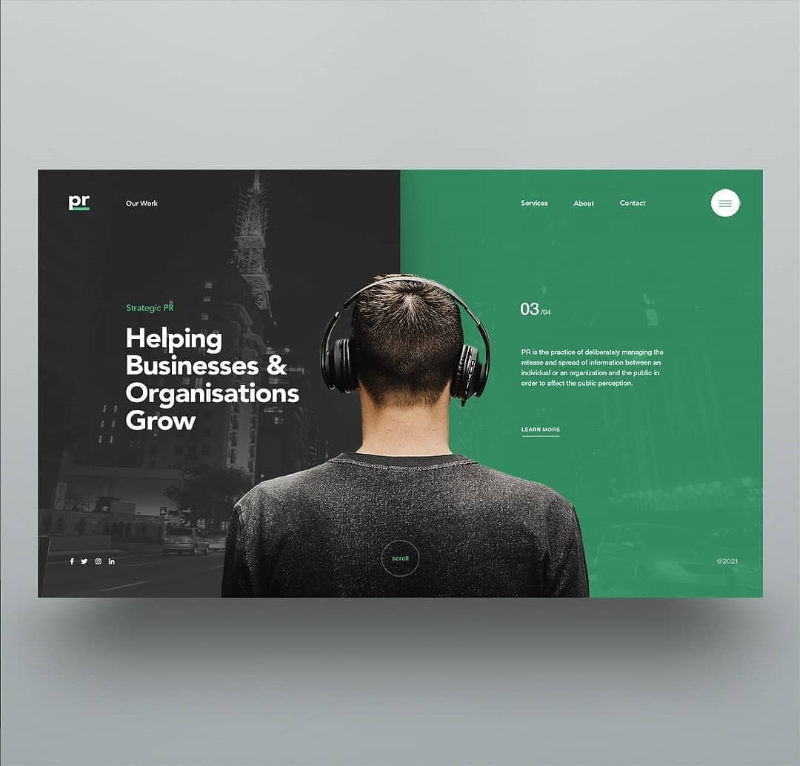 pr
Our Work
Services
About
Contact
Strategic PR
Helping
Businesses &
Organisations
Grow
03/04
PR is the practice of deliberately managing the
release and spread of information between an
individual or an organization and the public in
order to affect the public perception.
LEARN MORE
scroll
©2021